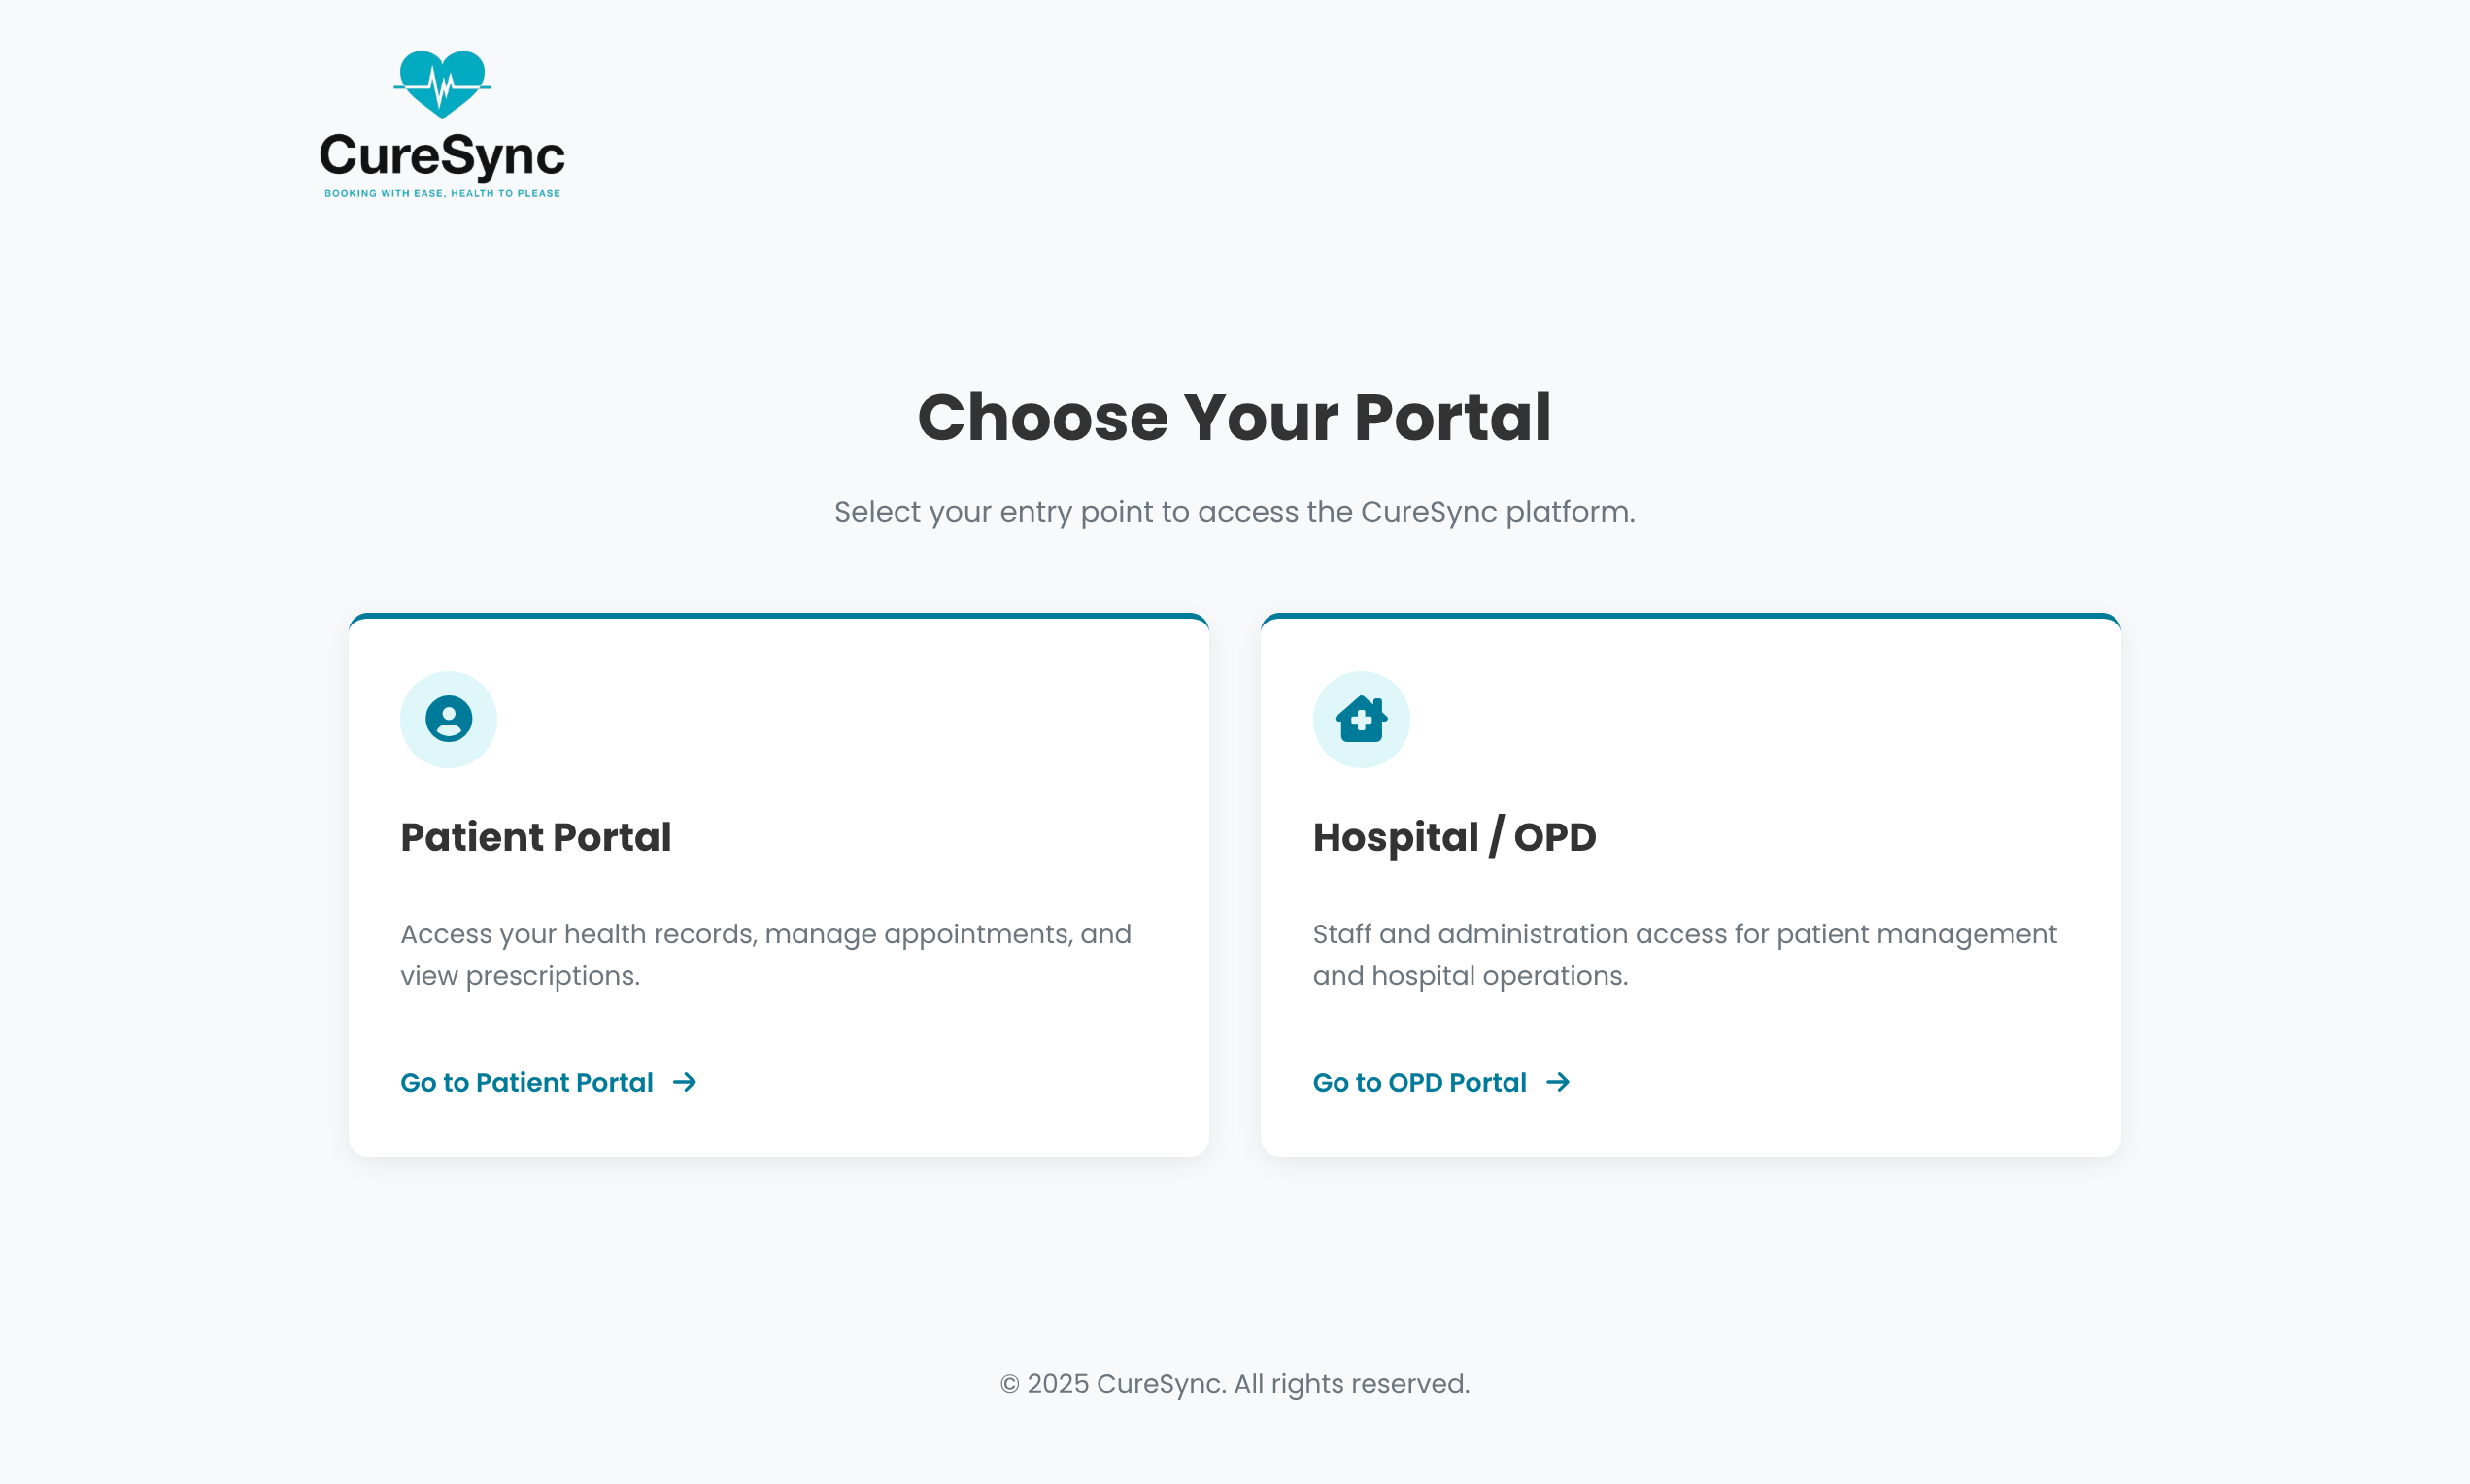 CureSync
BOOKING WITH EASE, HEALTH TO PLEASE
Choose Your Portal
Select your entry point to access the CureSync platform.
Patient Portal
Access your health records, manage appointments, and
view prescriptions.
Go to Patient Portal →
Hospital / OPD
Staff and administration access for patient management
and hospital operations.
Go to OPD Portal →
© 2025 CureSync. All rights reserved.